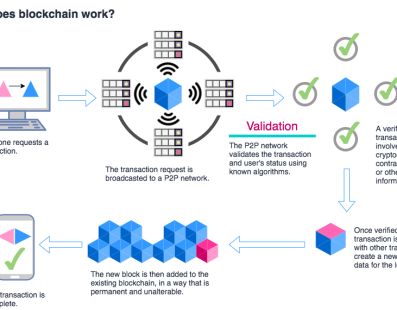 oes blockchain work?
one requests a
ction.
The transaction request is
broadcasted to a P2P network.
Validation
The P2P network
validates the transaction
and user's status using
known algorithms.
A verif
transa
involve
crypto
contra
or othe
inform
Once verified
transaction is
with other tra
create a new
data for the l
The new block is then added to the
existing blockchain, in a way that is
permanent and unalterable.
transaction is
plete.